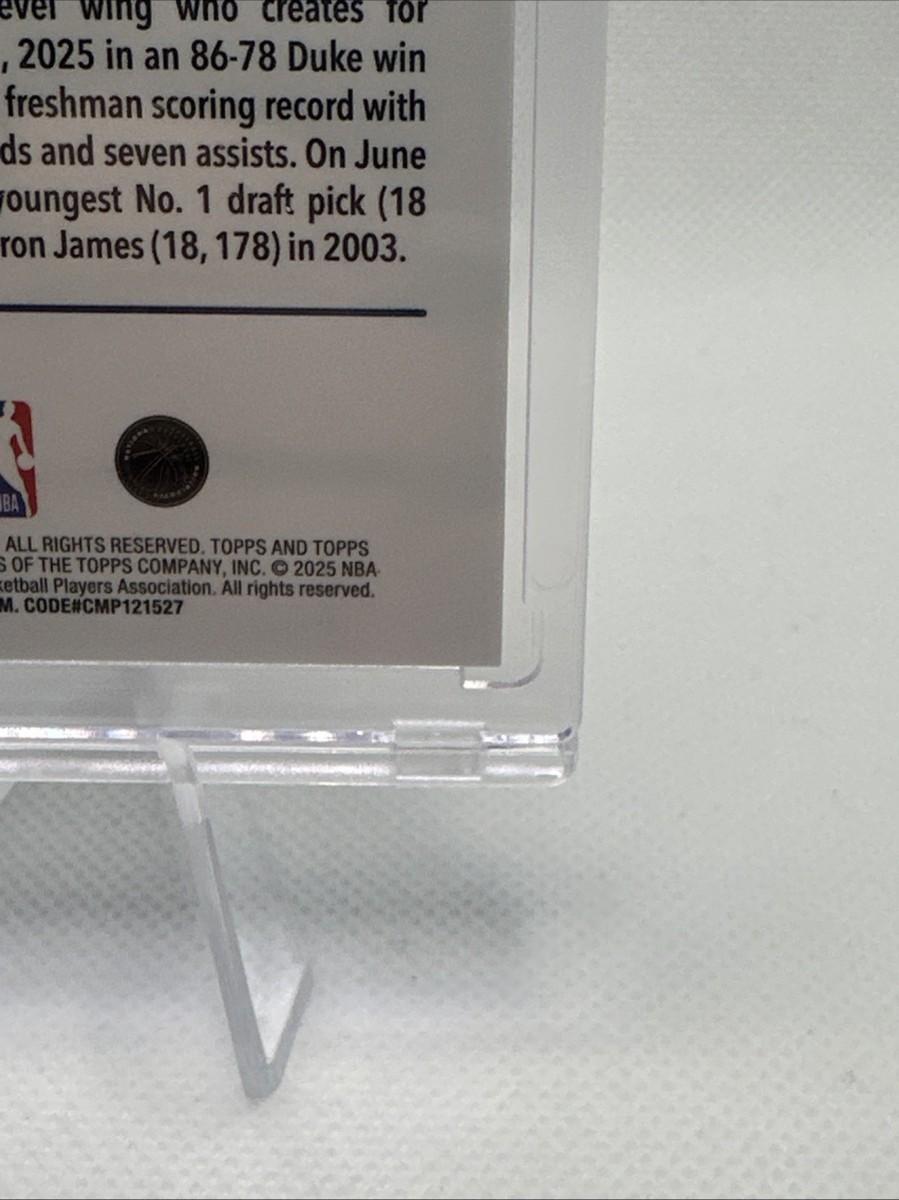 evel wing who creates for
, 2025 in an 86-78 Duke win
freshman scoring record with
ds and seven assists. On June
youngest No. 1 draft pick (18
ron James (18, 178) in 2003.
NBA
ALL RIGHTS RESERVED. TOPPS AND TOPPS
S OF THE TOPPS COMPANY, INC. © 2025 NBA
ketball Players Association. All rights reserved.
M. CODE#CMP121527